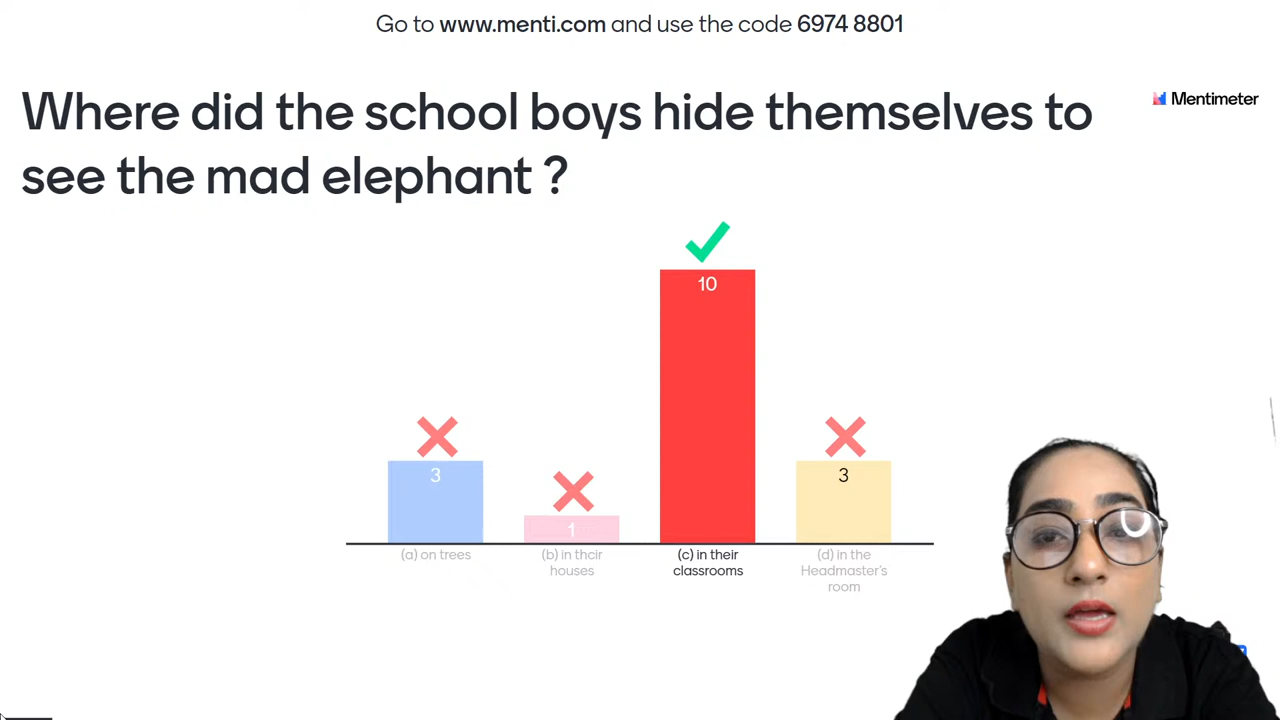 Go to www.menti.com and use the code 6974 8801
Where did the school boys hide themselves to
see the mad elephant ?
Mentimeter
10
3
1
3
(a) on trees
(b) in thcir
houses
(c) in their
classrooms
(d) in the
Headmaster's
room